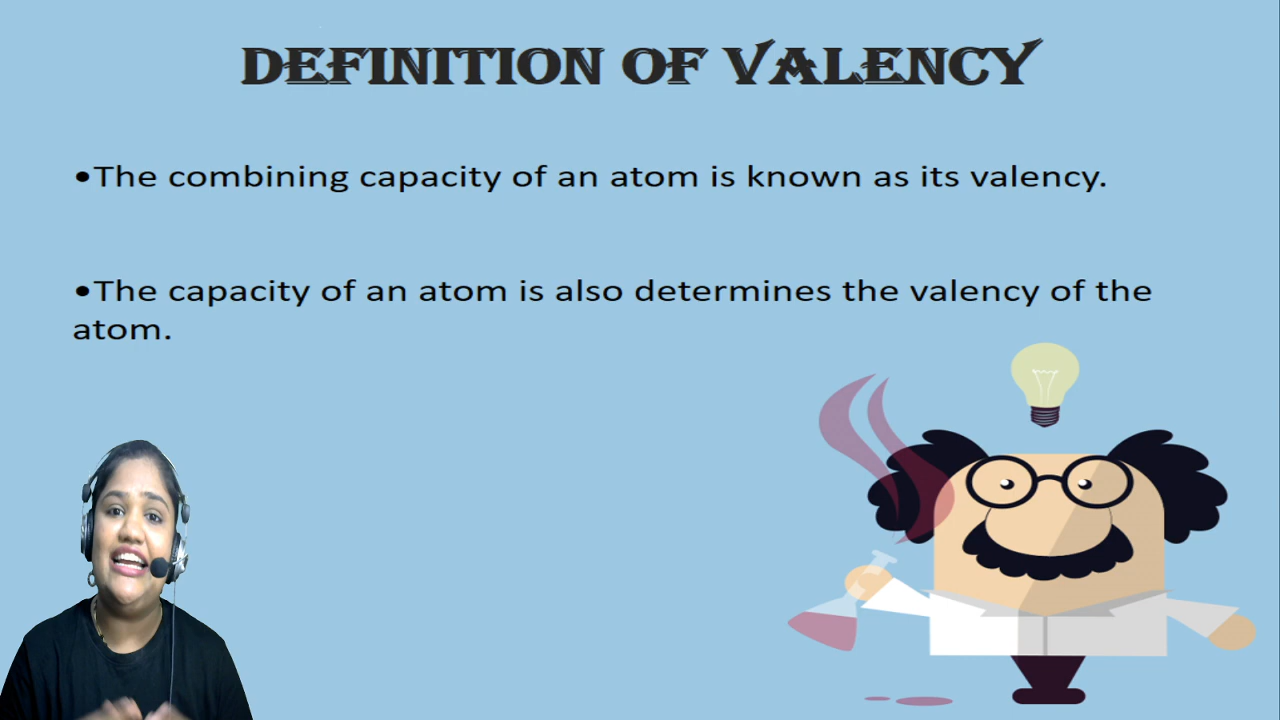 DEFINITION OF VALENCY
•The combining capacity of an atom is known as its valency.
•The capacity of an atom is also determines the valency of the
atom.